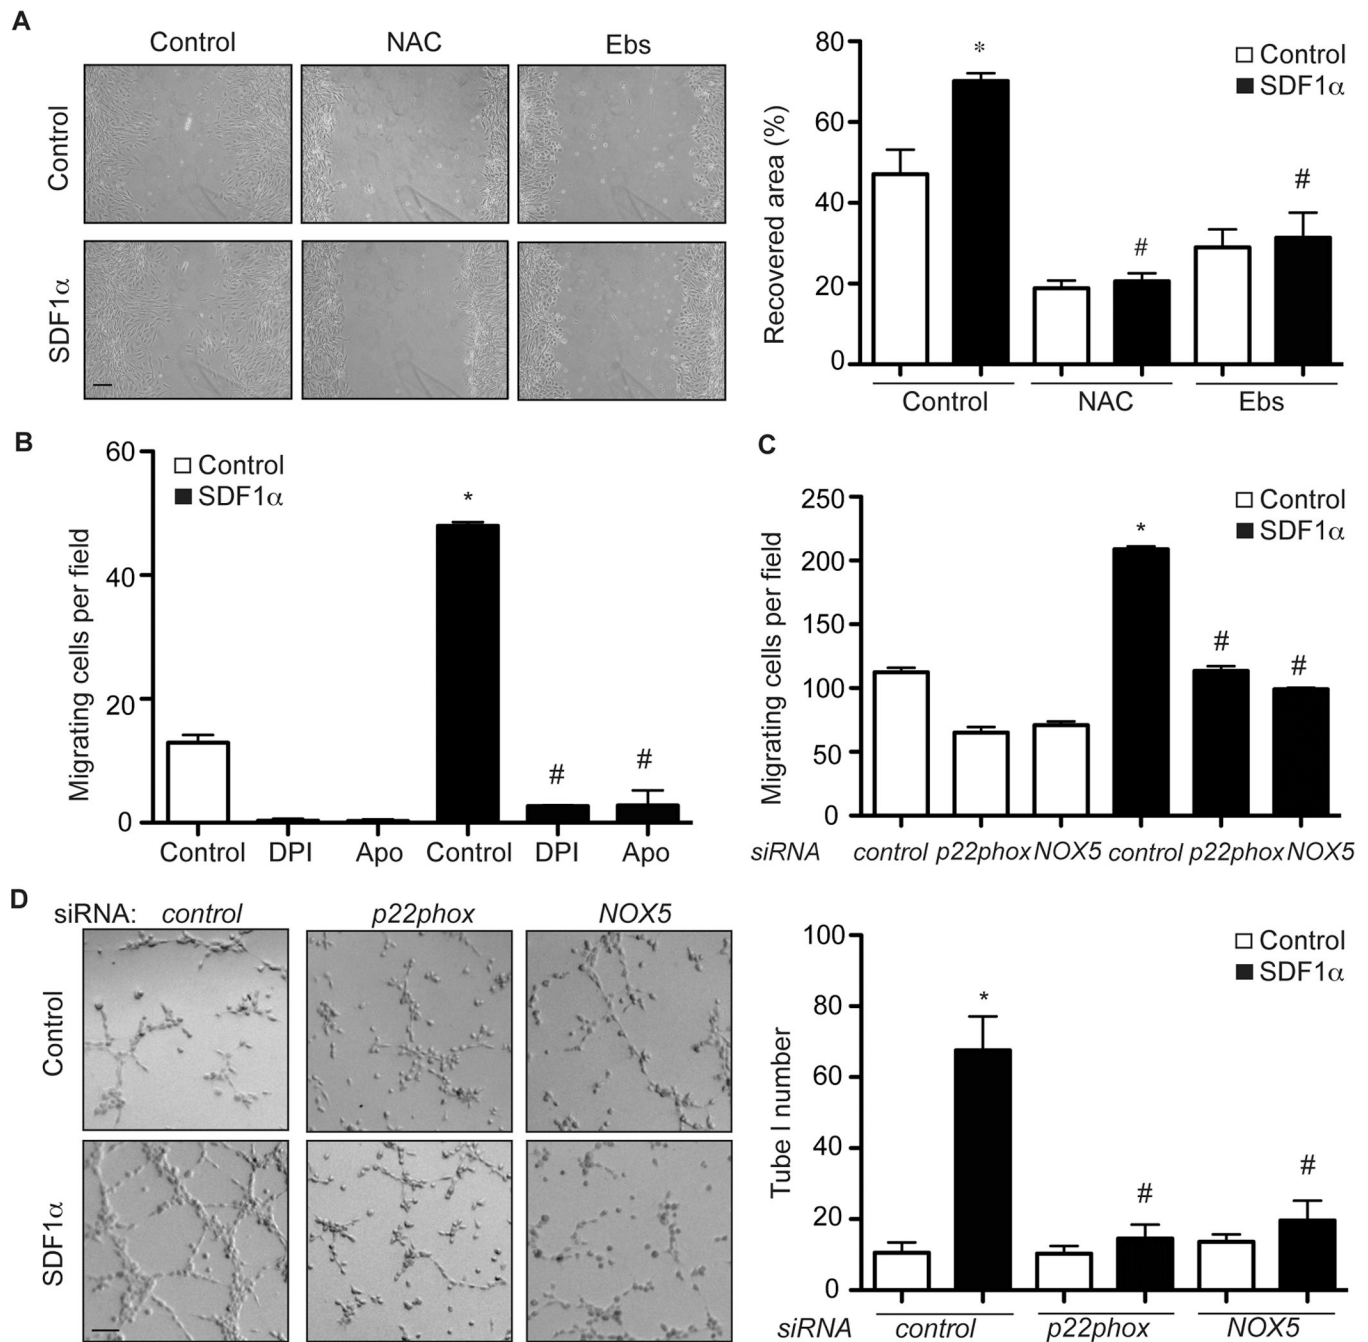 A
Control NAC Ebs
Control
SDF1α
80
60
40
20
0
Recovered area (%)
* # #
Control
SDF1α
Control NAC Ebs
B
60
40
20
0
Migrating cells per field
Control
SDF1α
* # #
Control DPI Apo Control DPI Apo
C
250
200
150
100
50
0
Migrating cells per field
Control
SDF1α
* # #
siRNA control p22phox NOX5 control p22phox NOX5
D
siRNA: control p22phox NOX5
Control
SDF1α
100
80
60
40
20
0
Tube l number
Control
SDF1α
* # #
siRNA control p22phox NOX5